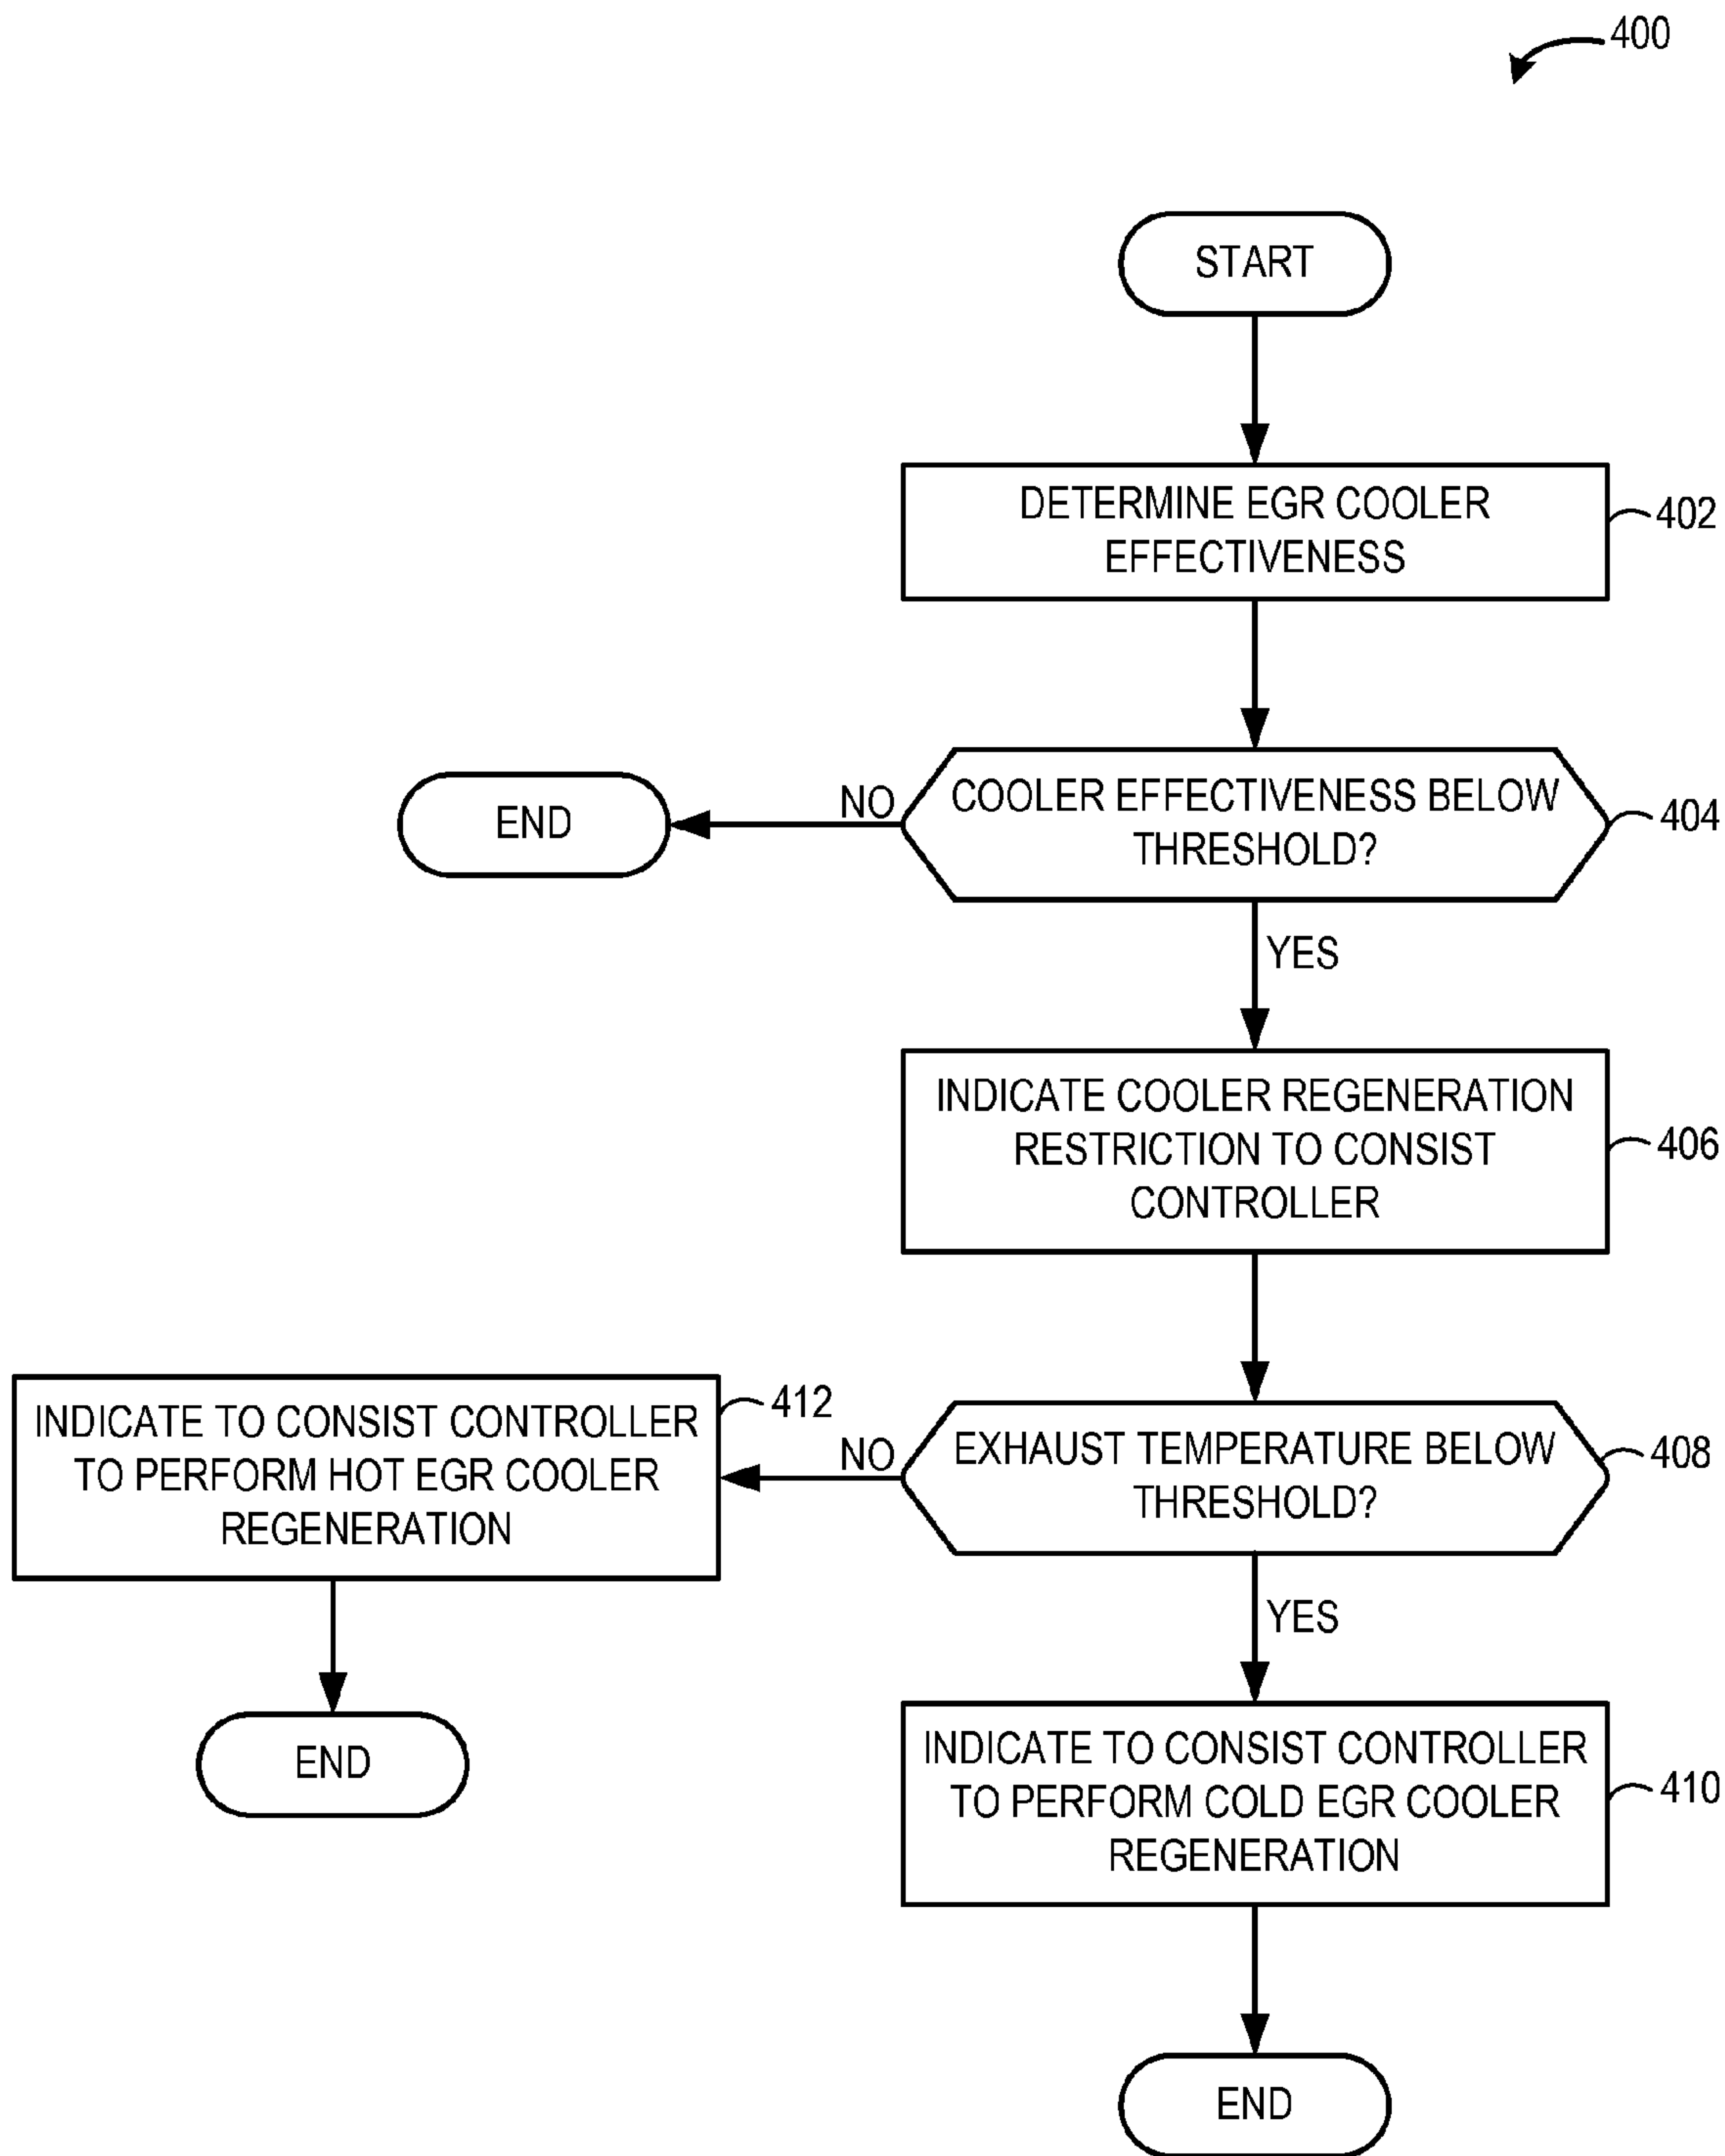 400
START
DETERMINE EGR COOLER
EFFECTIVENESS
402
COOLER EFFECTIVENESS BELOW
THRESHOLD?
404
NO
END
YES
INDICATE COOLER REGENERATION
RESTRICTION TO CONSIST
CONTROLLER
406
EXHAUST TEMPERATURE BELOW
THRESHOLD?
408
NO
INDICATE TO CONSIST CONTROLLER
TO PERFORM HOT EGR COOLER
REGENERATION
412
END
YES
INDICATE TO CONSIST CONTROLLER
TO PERFORM COLD EGR COOLER
REGENERATION
410
END